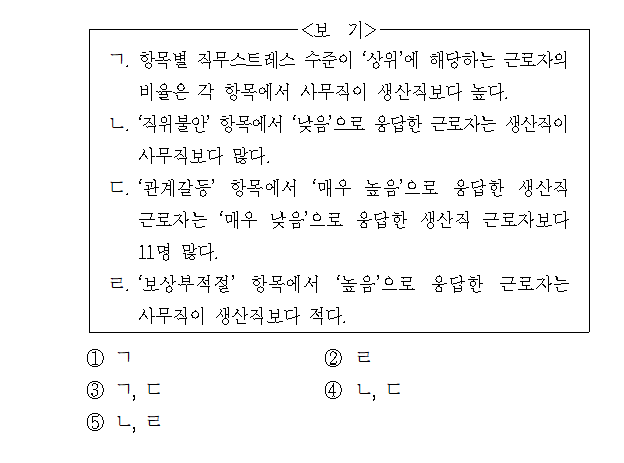 <보 기>
ㄱ. 항목별 직무스트레스 수준이 ‘상위’에 해당하는 근로자의
비율은 각 항목에서 사무직이 생산직보다 높다.
ㄴ. ‘직위불안’ 항목에서 ‘낮음’으로 응답한 근로자는 생산직이
사무직보다 많다.
ㄷ. ‘관계갈등’ 항목에서 ‘매우 높음’으로 응답한 생산직
근로자는 ‘매우 낮음’으로 응답한 생산직 근로자보다
11명 많다.
ㄹ. ‘보상부적절’ 항목에서 ‘높음’으로 응답한 근로자는
사무직이 생산직보다 적다.
① ㄱ ② ㄹ
③ ㄱ, ㄷ ④ ㄴ, ㄷ
⑤ ㄴ, ㄹ